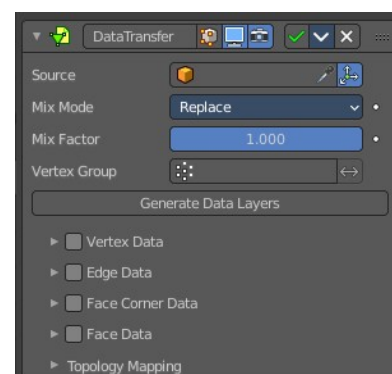 DataTransfer
Source
Mix Mode Replace
Mix Factor 1.000
Vertex Group
Generate Data Layers
Vertex Data
Edge Data
Face Corner Data
Face Data
Topology Mapping